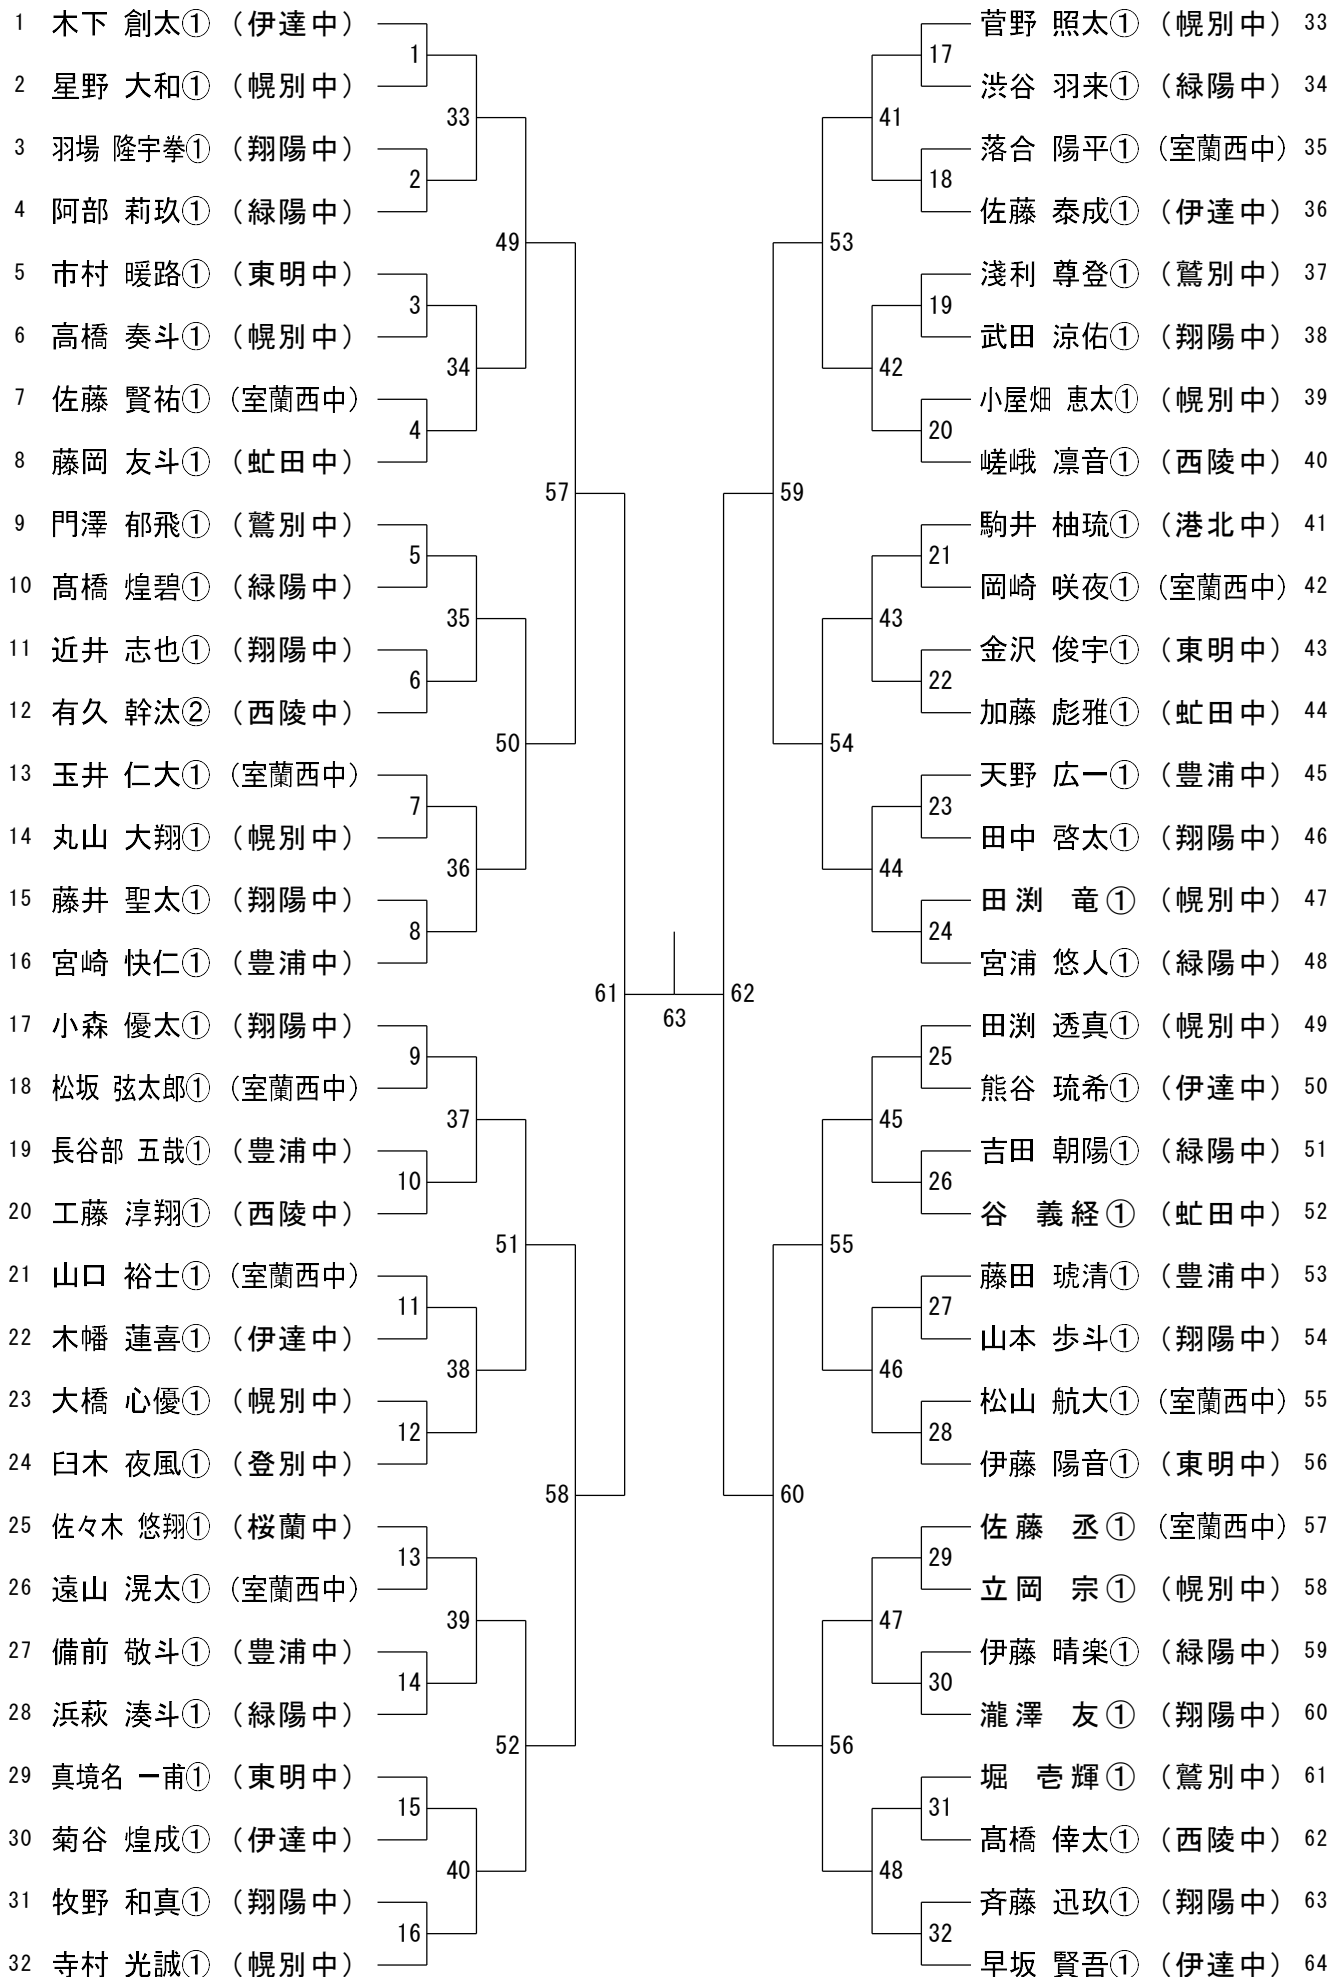 1 木下 創太① (伊達中)
2 星野 大和① (幌別中)
3 羽場 隆宇拳① (翔陽中)
4 阿部 莉玖① (緑陽中)
5 市村 暖路① (東明中)
6 高橋 奏斗① (幌別中)
7 佐藤 賢祐① (室蘭西中)
8 藤岡 友斗① (虻田中)
9 門澤 郁飛① (鷲別中)
10 髙橋 煌碧① (緑陽中)
11 近井 志也① (翔陽中)
12 有久 幹汰② (西陵中)
13 玉井 仁大① (室蘭西中)
14 丸山 大翔① (幌別中)
15 藤井 聖太① (翔陽中)
16 宮崎 快仁① (豊浦中)
17 小森 優太① (翔陽中)
18 松坂 弦太郎① (室蘭西中)
19 長谷部 五哉① (豊浦中)
20 工藤 淳翔① (西陵中)
21 山口 裕士① (室蘭西中)
22 木幡 蓮喜① (伊達中)
23 大橋 心優① (幌別中)
24 臼木 夜風① (登別中)
25 佐々木 悠翔① (桜蘭中)
26 遠山 滉太① (室蘭西中)
27 備前 敬斗① (豊浦中)
28 浜萩 湊斗① (緑陽中)
29 真境名 一甫① (東明中)
30 菊谷 煌成① (伊達中)
31 牧野 和真① (翔陽中)
32 寺村 光誠① (幌別中)
1
2
3
4
5
6
7
8
9
10
11
12
13
14
15
16
33
34
35
36
37
38
39
40
49
50
51
52
57
58
61
63
62
59
60
53
54
55
56
41
42
43
44
45
46
47
48
17
18
19
20
21
22
23
24
25
26
27
28
29
30
31
32
菅野 照太① (幌別中) 33
渋谷 羽来① (緑陽中) 34
落合 陽平① (室蘭西中) 35
佐藤 泰成① (伊達中) 36
淺利 尊登① (鷲別中) 37
武田 涼佑① (翔陽中) 38
小屋畑 恵太① (幌別中) 39
嵯峨 凛音① (西陵中) 40
駒井 柚琉① (港北中) 41
岡崎 咲夜① (室蘭西中) 42
金沢 俊宇① (東明中) 43
加藤 彪雅① (虻田中) 44
天野 広一① (豊浦中) 45
田中 啓太① (翔陽中) 46
田渕 竜① (幌別中) 47
宮浦 悠人① (緑陽中) 48
田渕 透真① (幌別中) 49
熊谷 琉希① (伊達中) 50
吉田 朝陽① (緑陽中) 51
谷 義経① (虻田中) 52
藤田 琥清① (豊浦中) 53
山本 歩斗① (翔陽中) 54
松山 航大① (室蘭西中) 55
伊藤 陽音① (東明中) 56
佐藤 丞① (室蘭西中) 57
立岡 宗① (幌別中) 58
伊藤 晴楽① (緑陽中) 59
瀧澤 友① (翔陽中) 60
堀 壱輝① (鷲別中) 61
髙橋 倖太① (西陵中) 62
斉藤 迅玖① (翔陽中) 63
早坂 賢吾① (伊達中) 64